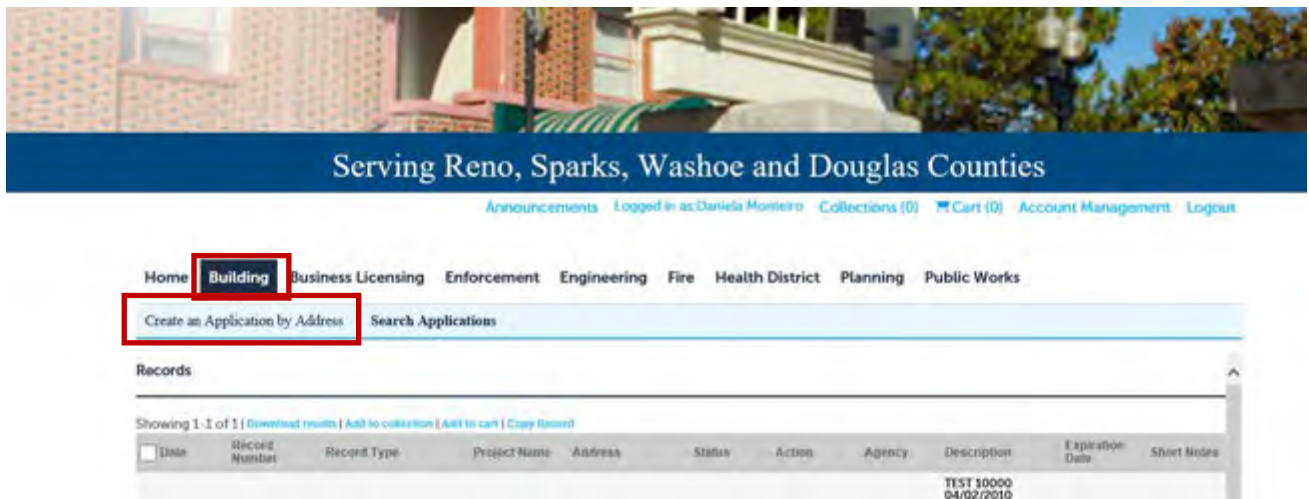 Serving Reno, Sparks, Washoe and Douglas Counties
Announcements Logged in as:Daniela Monteiro Collections (0) Cart (0) Account Management Logout
Home Building Business Licensing Enforcement Engineering Fire Health District Planning Public Works
Create an Application by Address Search Applications
Records
Showing 1-1 of 1 | Download results | Add to collection | Add to cart | Copy Record
Date Record Number Record Type Project Name Address Status Action Agency Description Expiration Date Short Notes
TEST 10000
04/02/2010